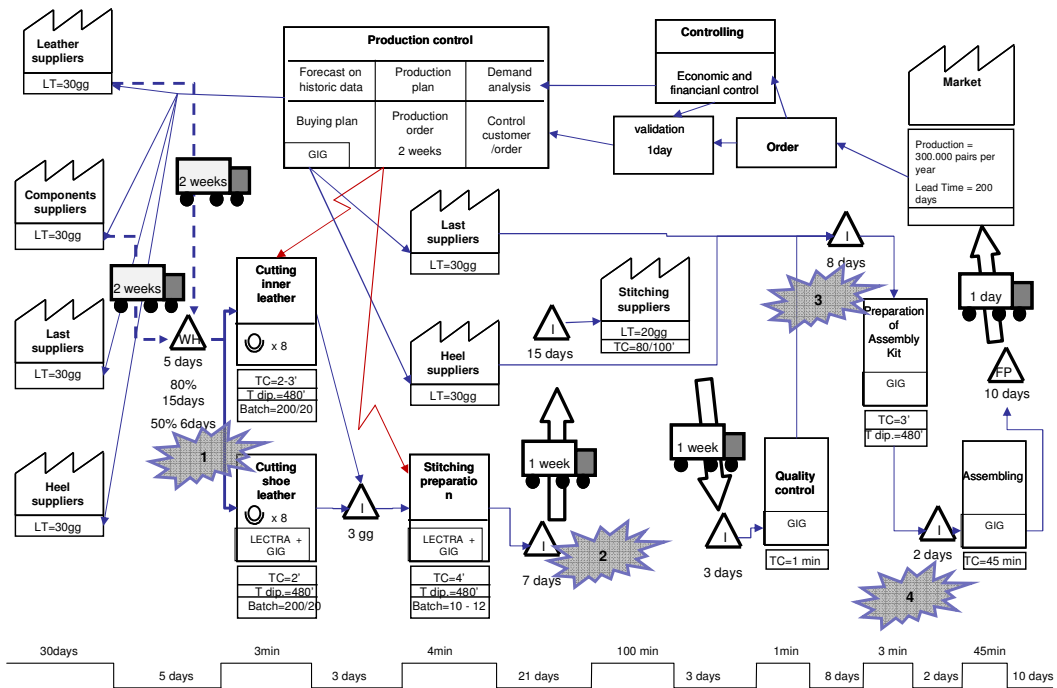 Leather
suppliers
LT=30gg
Production control
Forecast on
historic data
Production
plan
Demand
analysis
Buying plan
Production
order
2 weeks
Control
customer
/order
GIG
Controlling
Economic and
financianl control
validation
1day
Order
Market
Production =
300.000 pairs per
year
Lead Time = 200
days
2 weeks
Components
suppliers
LT=30gg
2 weeks
Last
suppliers
LT=30gg
Heel
suppliers
LT=30gg
WH
5 days
80%
15days
50% 6days
1
Cutting
inner
leather
x 8
TC=2-3'
T dip.=480'
Batch=200/20
Cutting
shoe
leather
x 8
LECTRA +
GIG
TC=2'
T dip.=480'
Batch=200/20
I
3 gg
Last
suppliers
LT=30gg
Heel
suppliers
LT=30gg
Stitching
preparatio
n
LECTRA +
GIG
TC=4'
T dip.=480'
Batch=10 - 12
I
15 days
Stitching
suppliers
LT=20gg
TC=80/100'
1 week
I
7 days
2
1 week
I
3 days
Quality
control
GIG
TC=1 min
I
8 days
3
Preparation
of
Assembly
Kit
GIG
TC=3'
T dip.=480'
1 day
FP
10 days
I
2 days
4
Assembling
GIG
TC=45 min
30days
3min
4min
100 min
1min
3 min
45min
5 days
3 days
21 days
3 days
8 days
2 days
10 days